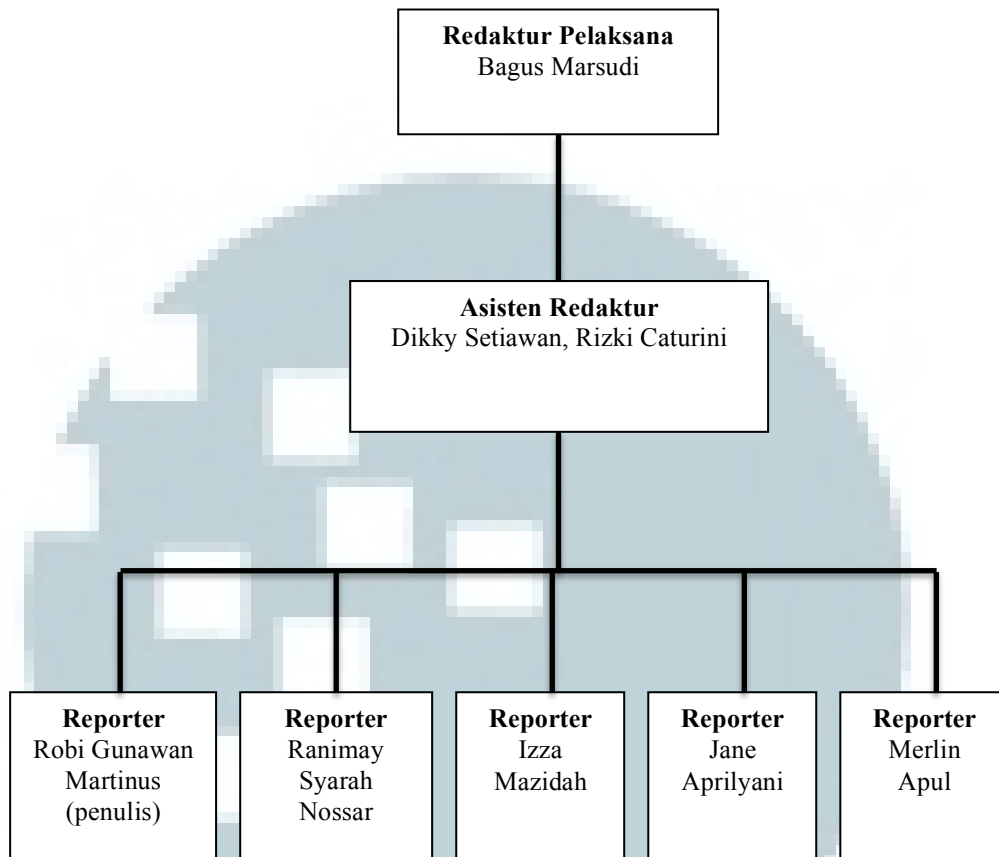 Redaktur Pelaksana
Bagus Marsudi
Asisten Redaktur
Dikky Setiawan, Rizki Caturini
Reporter
Robi Gunawan
Martinus
(penulis)
Reporter
Ranimay
Syarah
Nossar
Reporter
Izza
Mazidah
Reporter
Jane
Aprilyani
Reporter
Merlin
Apul